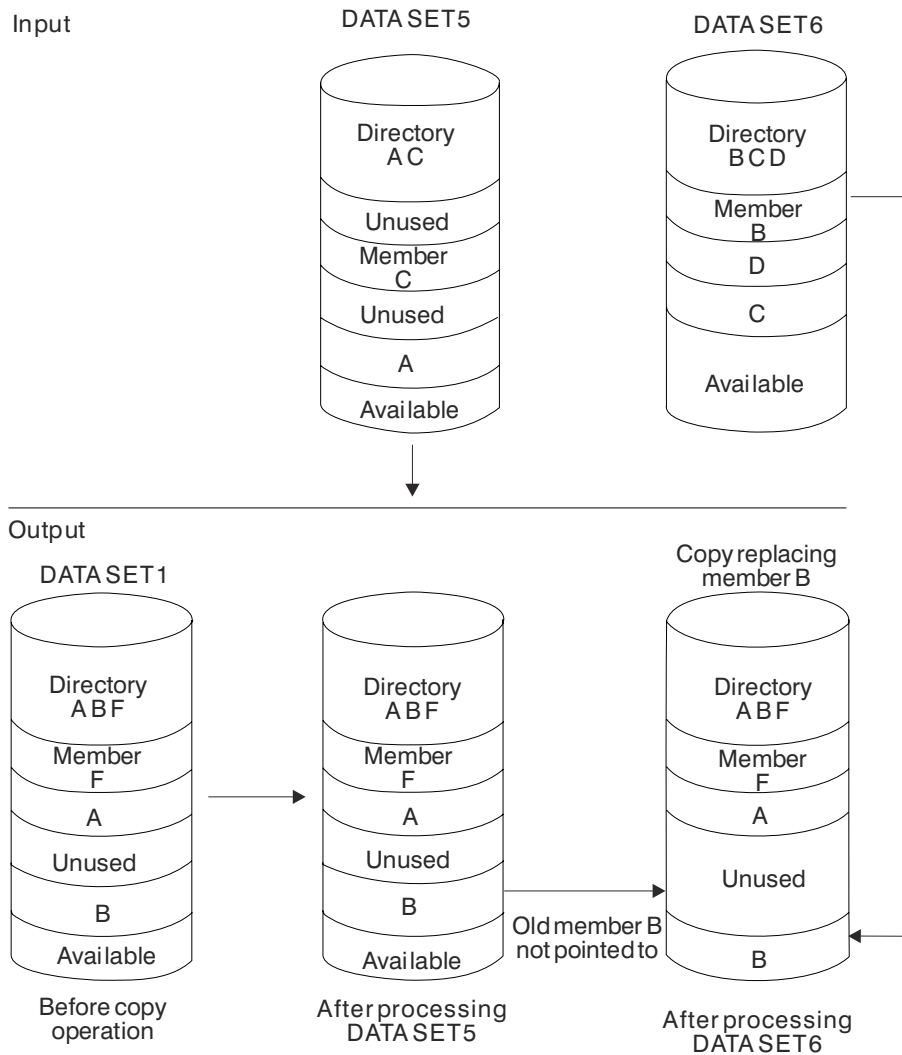 Input
DATA SET5
DATA SET6
Directory
A C
Unused
Member
C
Unused
A
Available
Directory
B C D
Member
B
D
C
Available
Output
DATA SET1
Directory
A B F
Member
F
A
Unused
B
Available
Before copy
operation
Directory
A B F
Member
F
A
Unused
B
Available
After processing
DATA SET5
Old member B
not pointed to
Copy replacing
member B
Directory
A B F
Member
F
A
Unused
B
After processing
DATA SET6